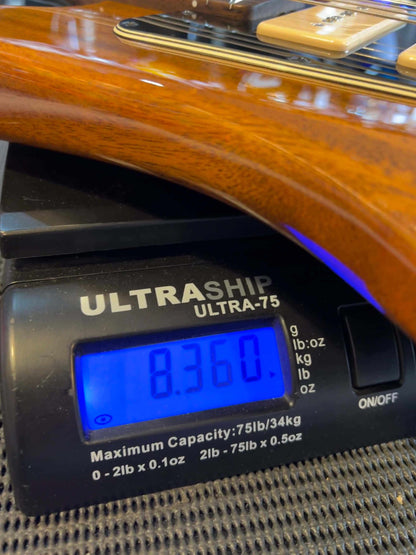 ULTRASHIP
ULTRA-75
8.360
g
lb:oz
kg
lb
oz
ON/OFF
Maximum Capacity:75lb/34kg
0 - 2lb x 0.1oz 2lb - 75lb x 0.5oz